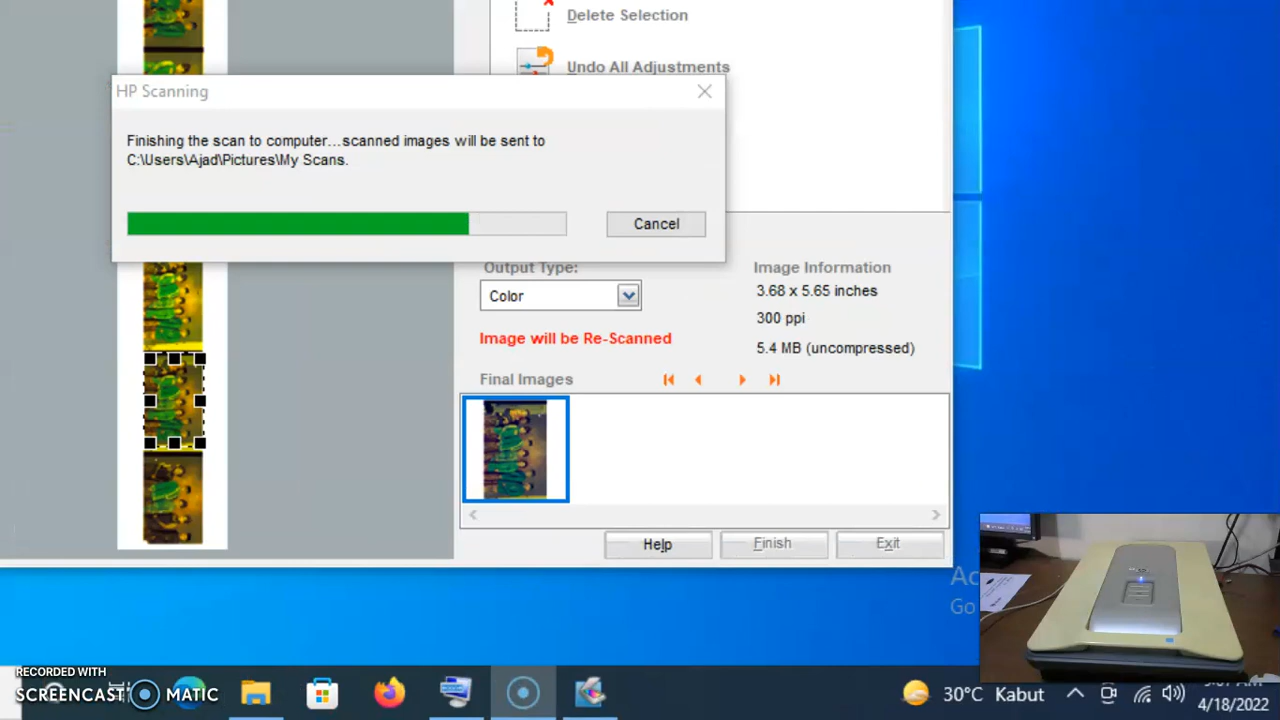 Delete Selection
Undo All Adjustments
HP Scanning
Finishing the scan to computer...scanned images will be sent to
C:\Users\Ajad\Pictures\My Scans.
Cancel
Output Type:
Image Information
Color
3.68 x 5.65 inches
300 ppi
Image will be Re-Scanned
5.4 MB (uncompressed)
Final Images
Help
Finish
Exit
Go
RECORDED WITH
SCREENCAST MATIC
30°C Kabut
4/18/2022